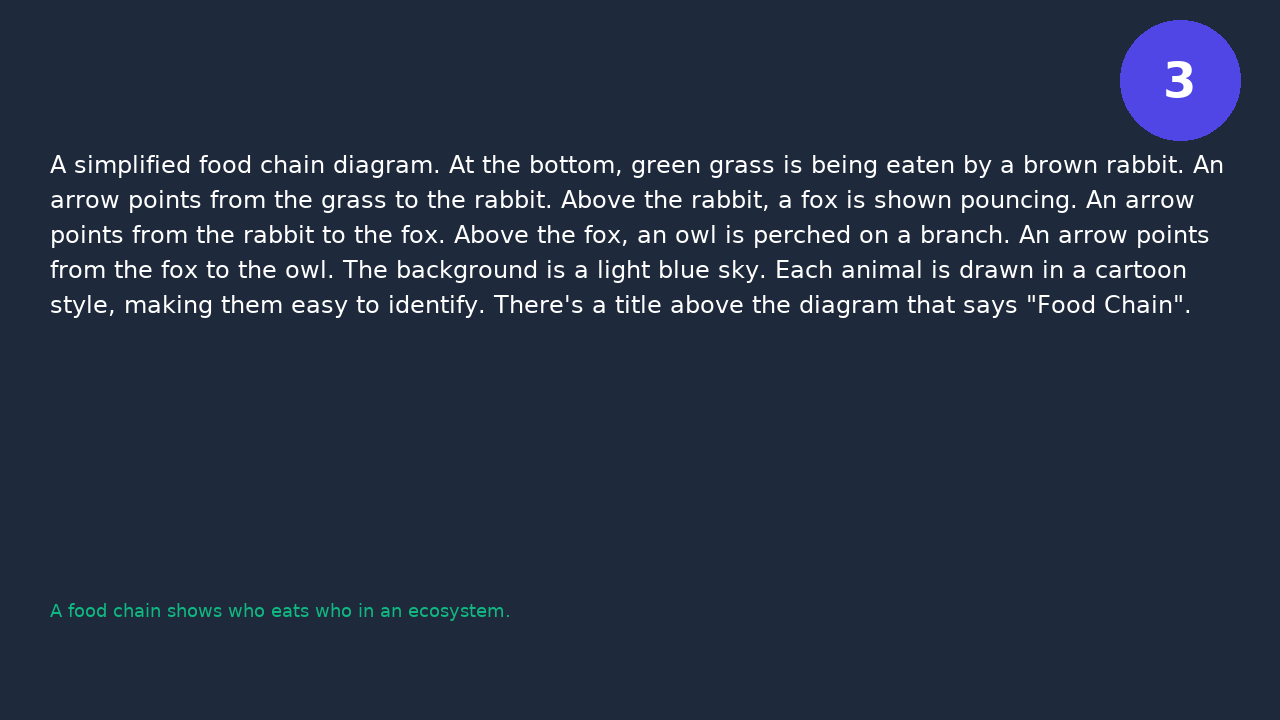 3
A simplified food chain diagram. At the bottom, green grass is being eaten by a brown rabbit. An
arrow points from the grass to the rabbit. Above the rabbit, a fox is shown pouncing. An arrow
points from the rabbit to the fox. Above the fox, an owl is perched on a branch. An arrow points
from the fox to the owl. The background is a light blue sky. Each animal is drawn in a cartoon
style, making them easy to identify. There's a title above the diagram that says "Food Chain".
A food chain shows who eats who in an ecosystem.